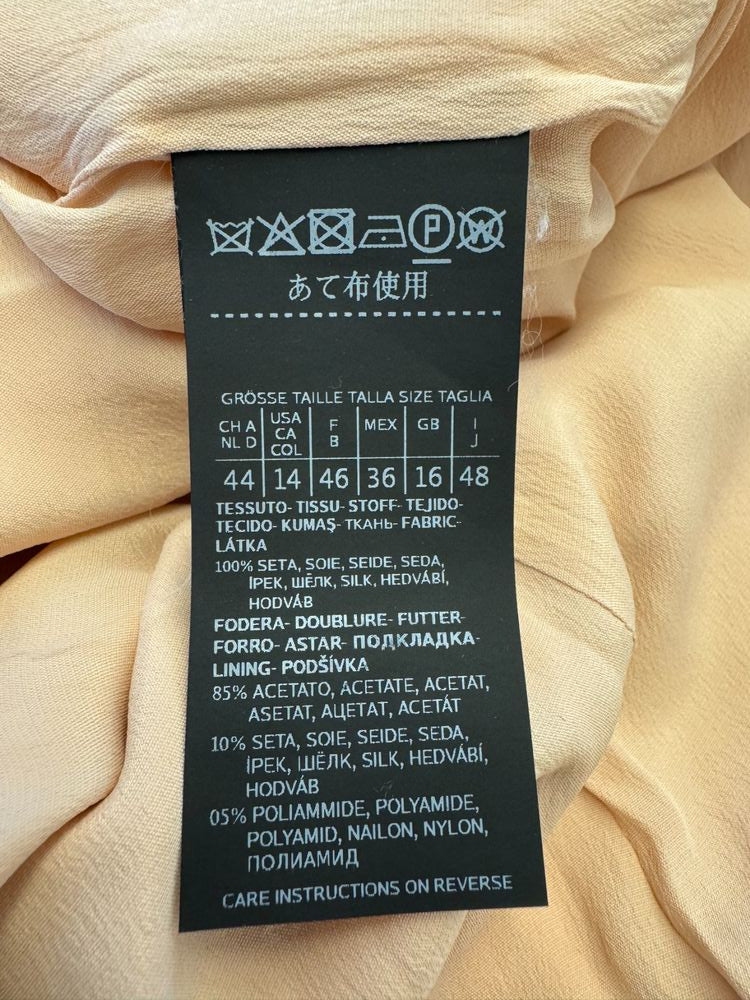 P W
あて布使用
GRÖSSE TAILLE TALLA SIZE TAGLIA
CH A NL D | USA CA COL | F B | MEX | GB | I J
44 | 14 | 46 | 36 | 16 | 48
TESSUTO- TISSU- STOFF- TEJIDO-
TECIDO- KUMAŞ- ТКАНЬ- FABRIC-
LÁTKA
100% SETA, SOIE, SEIDE, SEDA,
İPEK, ШЁЛК, SILK, HEDVÁBÍ,
HODVÁB
FODERA- DOUBLURE- FUTTER-
FORRO- ASTAR- ПОДКЛАДКА-
LINING- PODŠÍVKA
85% ACETATO, ACETATE, ACETAT,
ASETAT, АЦЕТАТ, ACETÁT
10% SETA, SOIE, SEIDE, SEDA,
İPEK, ШЁЛК, SILK, HEDVÁBÍ,
HODVÁB
05% POLIAMMIDE, POLYAMIDE,
POLYAMID, NAILON, NYLON,
ПОЛИАМИД
CARE INSTRUCTIONS ON REVERSE